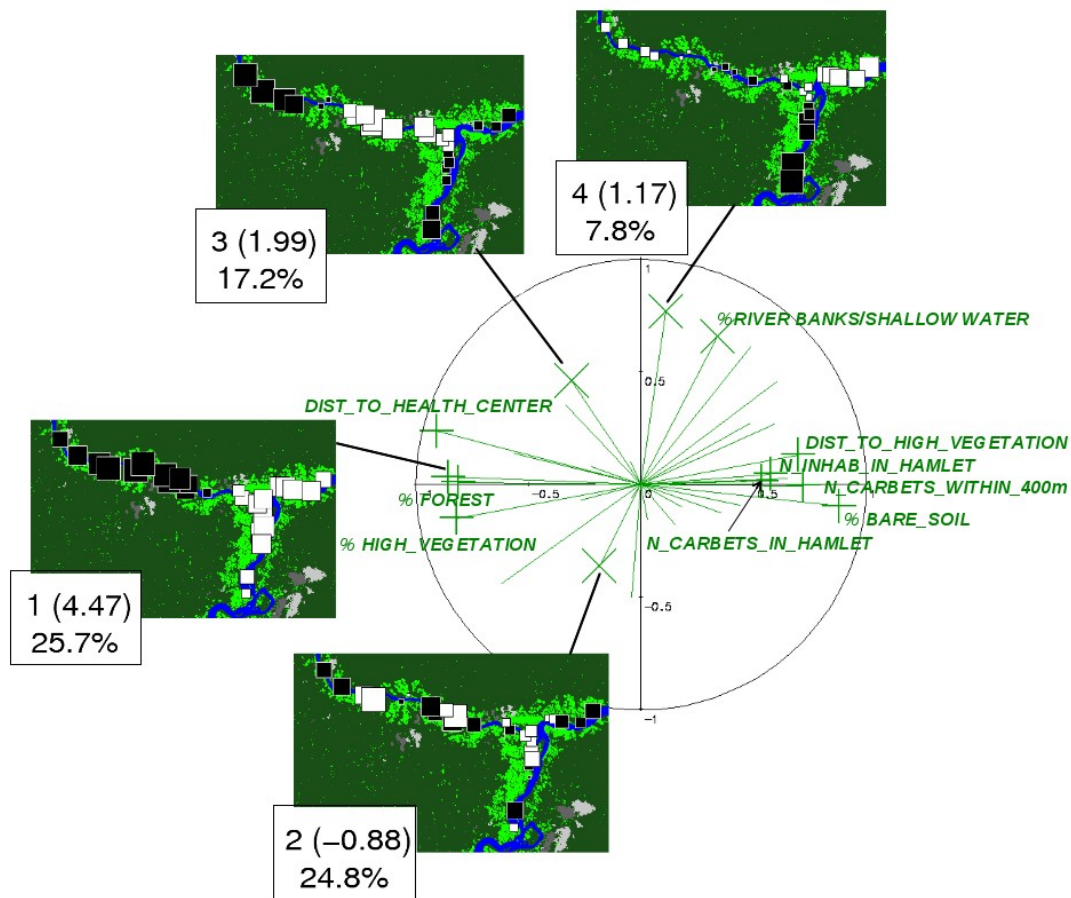 4 (1.17)
7.8%
3 (1.99)
17.2%
1
%RIVER BANKS/SHALLOW WATER
0.5
DIST_TO_HEALTH_CENTER
DIST_TO_HIGH_VEGETATION
N_INHAB_IN_HAMLET
-1
-0.5
0
0.5
1
N_CARBETS_WITHIN_400m
% FOREST
% BARE_SOIL
% HIGH_VEGETATION
N_CARBETS_IN_HAMLET
1 (4.47)
25.7%
-0.5
-1
2 (−0.88)
24.8%